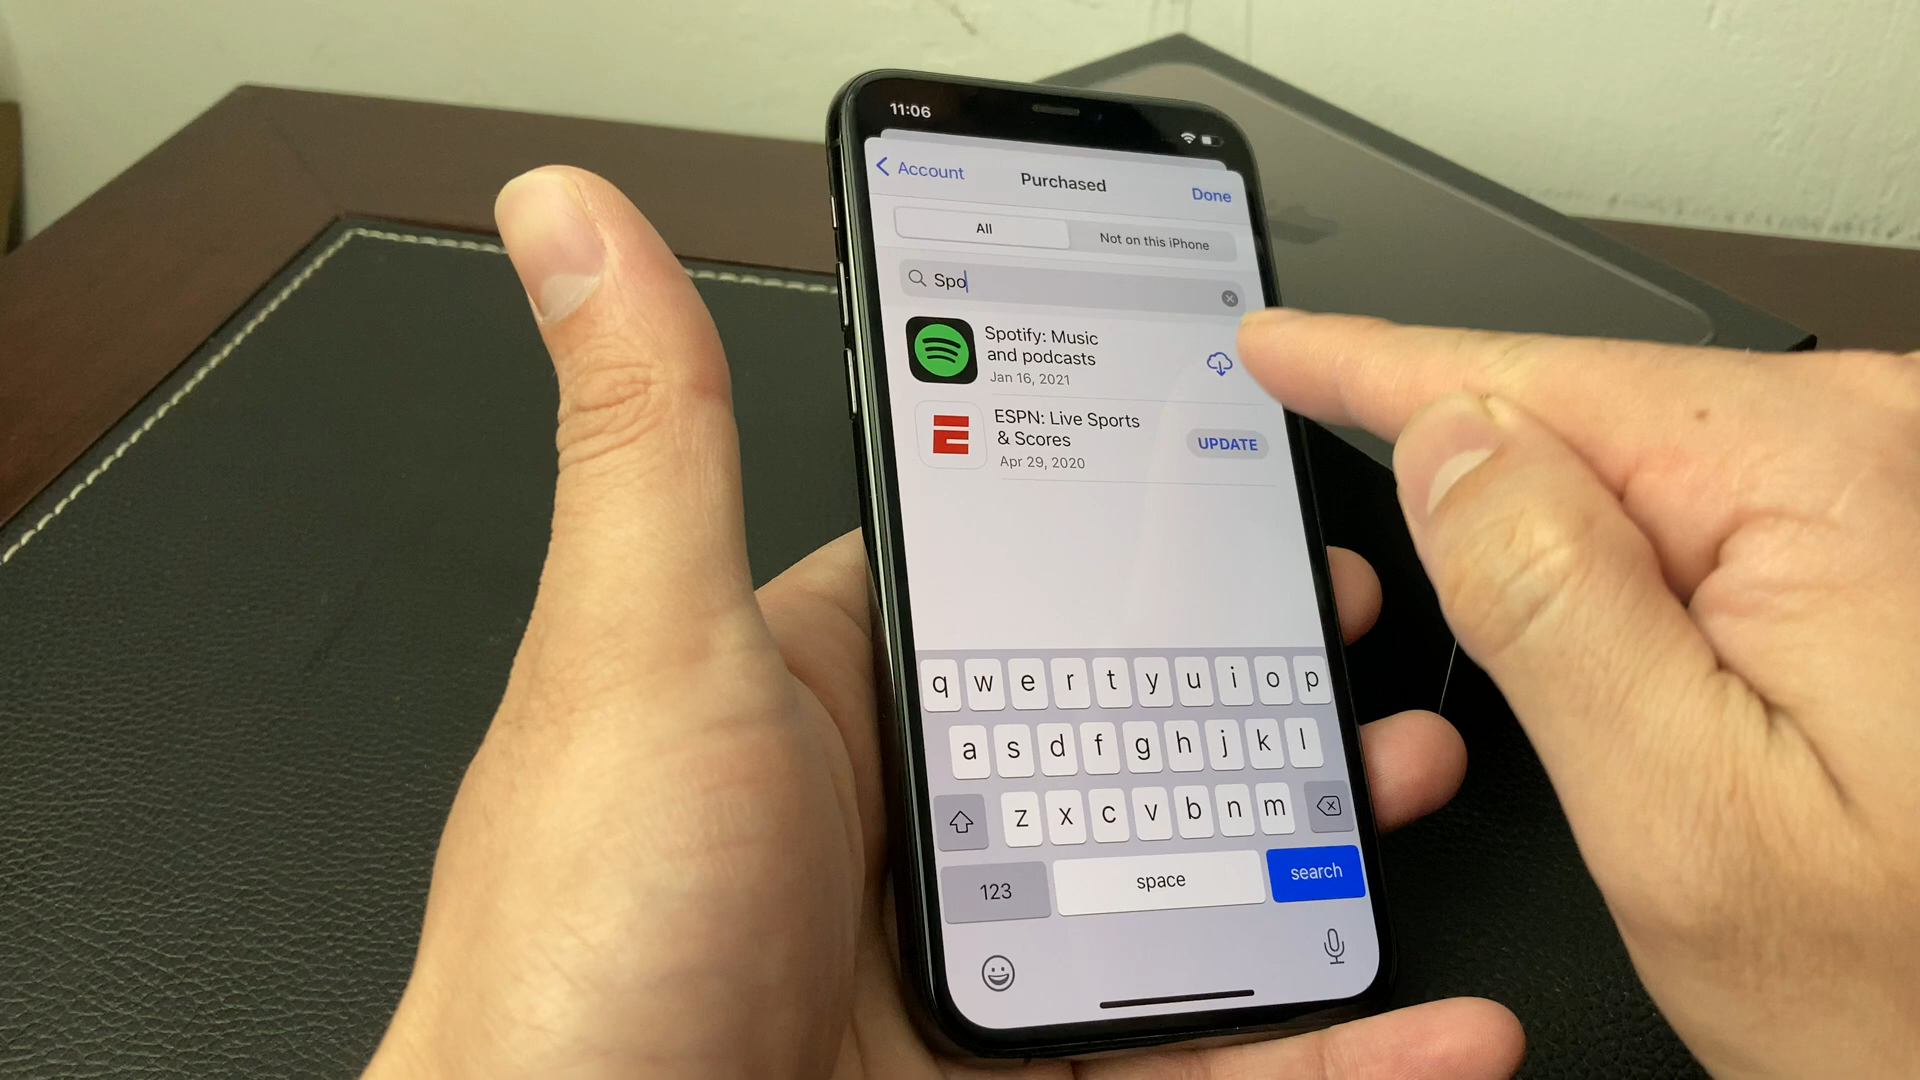 11:06
Account
Purchased
Done
All
Not on this iPhone
Spo
Spotify: Music
and podcasts
Jan 16, 2021
ESPN: Live Sports
& Scores
Apr 29, 2020
UPDATE
q w e r t y u i o p
a s d f g h j k l
z x c v b n m
123
space
search